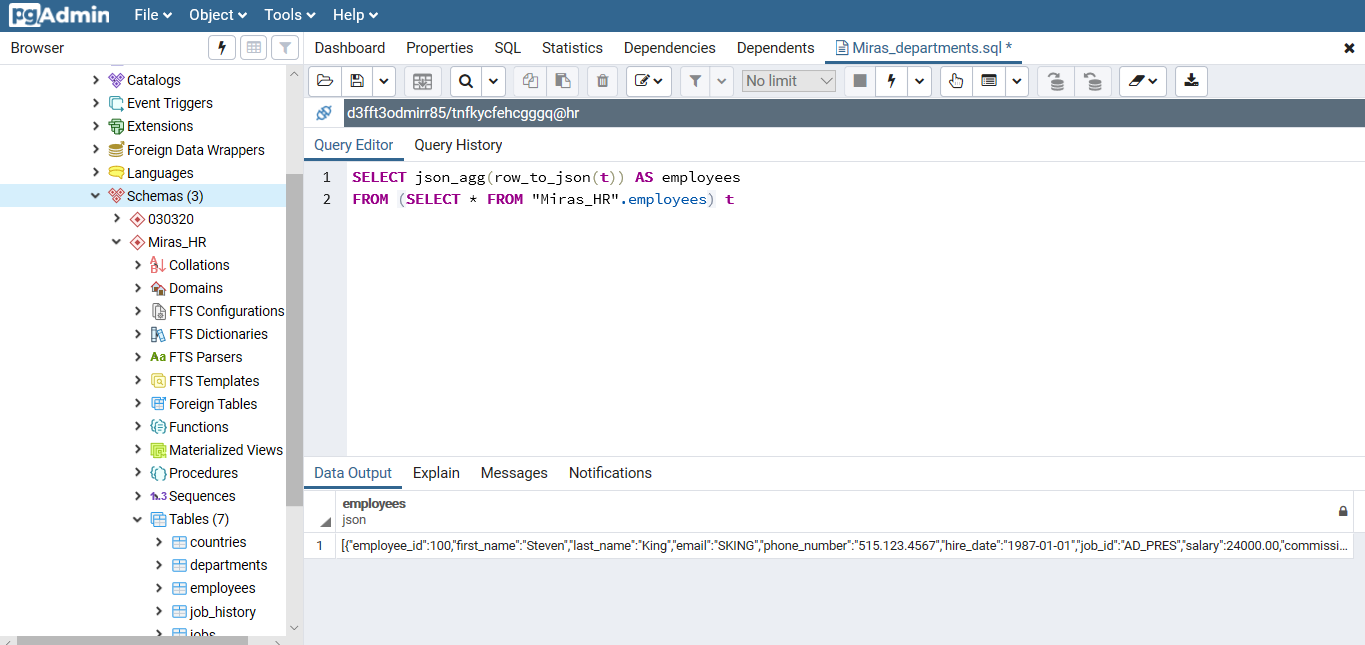 pgAdmin File Object Tools Help
Browser
Dashboard Properties SQL Statistics Dependencies Dependents Miras_departments.sql *
No limit
d3fft3odmirr85/tnfkycfehcgggq@hr
Query Editor Query History
1 SELECT json_agg(row_to_json(t)) AS employees
2 FROM (SELECT * FROM "Miras_HR".employees) t
Catalogs
Event Triggers
Extensions
Foreign Data Wrappers
Languages
Schemas (3)
030320
Miras_HR
Collations
Domains
FTS Configurations
FTS Dictionaries
Aa FTS Parsers
FTS Templates
Foreign Tables
Functions
Materialized Views
Procedures
1..3 Sequences
Tables (7)
countries
departments
employees
job_history
jobs
Data Output Explain Messages Notifications
employees
json
1 [{"employee_id":100,"first_name":"Steven","last_name":"King","email":"SKING","phone_number":"515.123.4567","hire_date":"1987-01-01","job_id":"AD_PRES","salary":24000.00,"commissi...